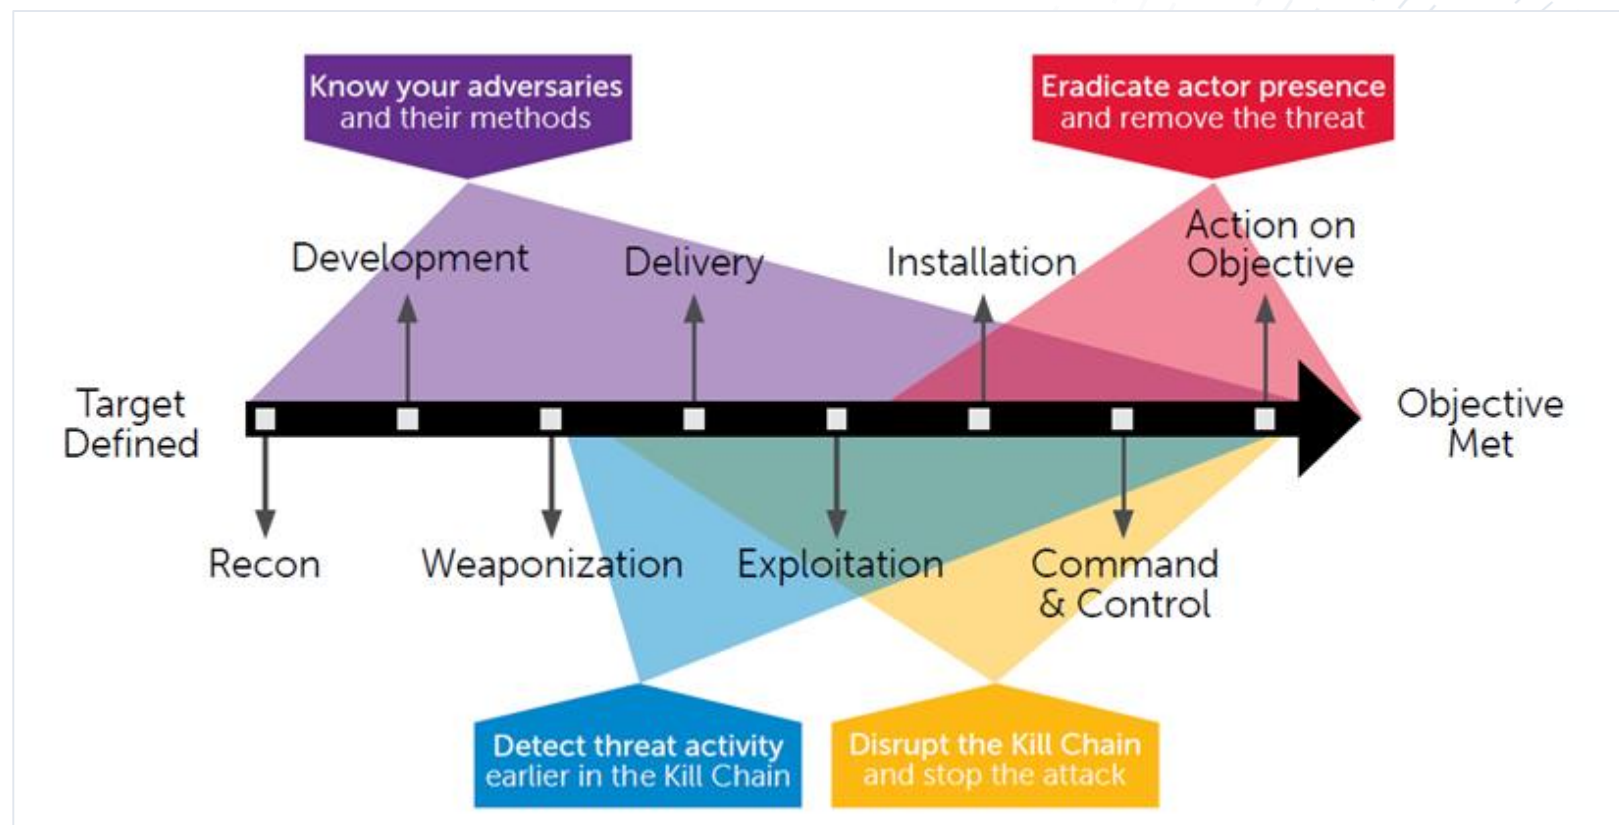 Know your adversaries
and their methods
Eradicate actor presence
and remove the threat
Development
Delivery
Installation
Action on
Objective
Target
Defined
Objective
Met
Recon
Weaponization
Exploitation
Command
& Control
Detect threat activity
earlier in the Kill Chain
Disrupt the Kill Chain
and stop the attack